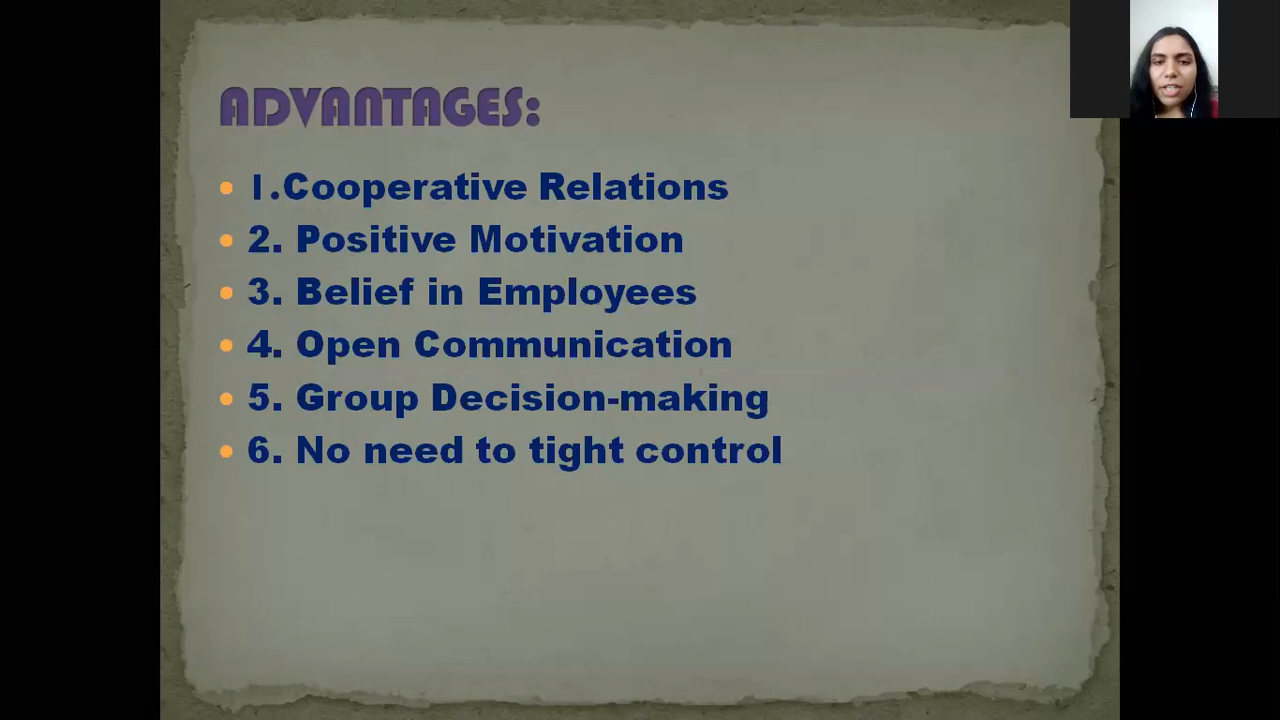 ADVANTAGES:
1.Cooperative Relations
2. Positive Motivation
3. Belief in Employees
4. Open Communication
5. Group Decision-making
6. No need to tight control